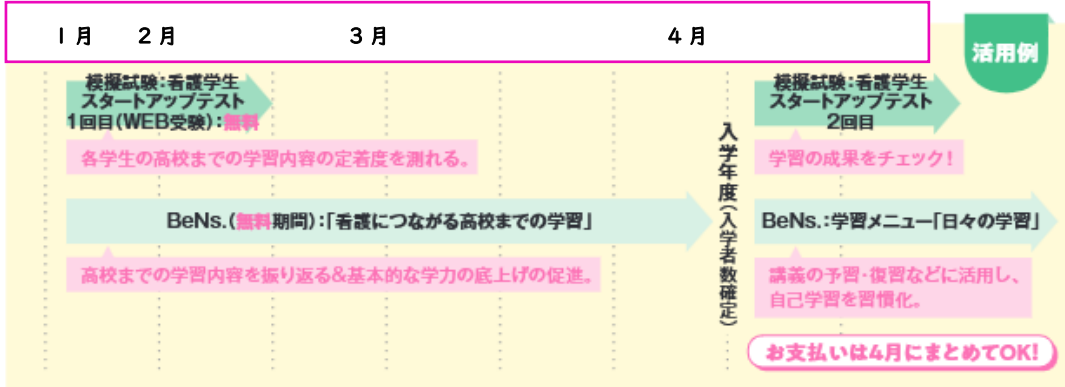 1月 2月 3月 4月
活用例
模擬試験:看護学生
スタートアップテスト
1回目(WEB受験):無料
各学生の高校までの学習内容の定着度を測れる。
BeNs.(無料期間):「看護につながる高校までの学習」
高校までの学習内容を振り返る&基本的な学力の底上げの促進。
入学年度(入学者数確定)
模擬試験:看護学生
スタートアップテスト
2回目
学習の成果をチェック!
BeNs.:学習メニュー「日々の学習」
講義の予習・復習などに活用し、
自己学習を習慣化。
お支払いは4月にまとめてOK!